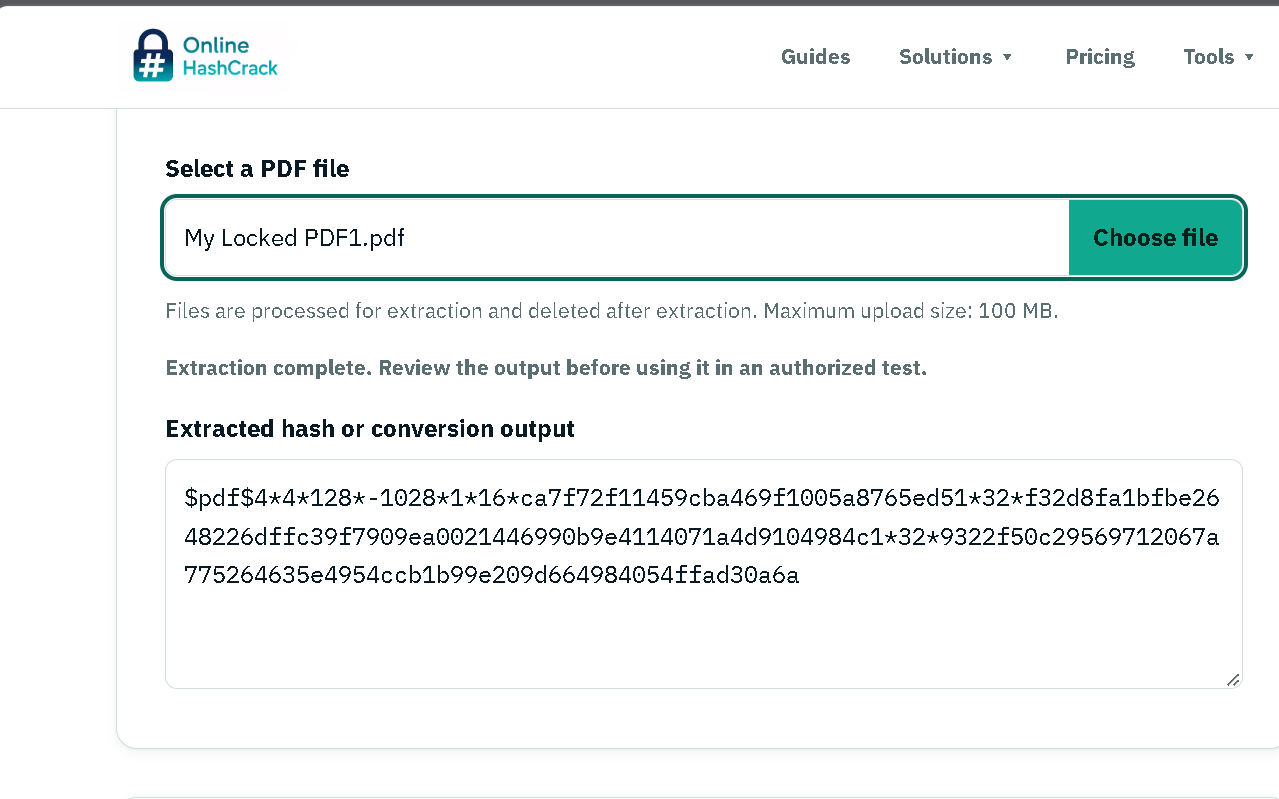 Online
HashCrack
Guides
Solutions ▼
Pricing
Tools ▼
Select a PDF file
My Locked PDF1.pdf
Choose file
Files are processed for extraction and deleted after extraction. Maximum upload size: 100 MB.
Extraction complete. Review the output before using it in an authorized test.
Extracted hash or conversion output
$pdf$4*4*128*-1028*1*16*ca7f72f11459cba469f1005a8765ed51*32*f32d8fa1bfbe26
48226dffc39f7909ea0021446990b9e4114071a4d9104984c1*32*9322f50c29569712067a
775264635e4954ccb1b99e209d664984054ffad30a6a